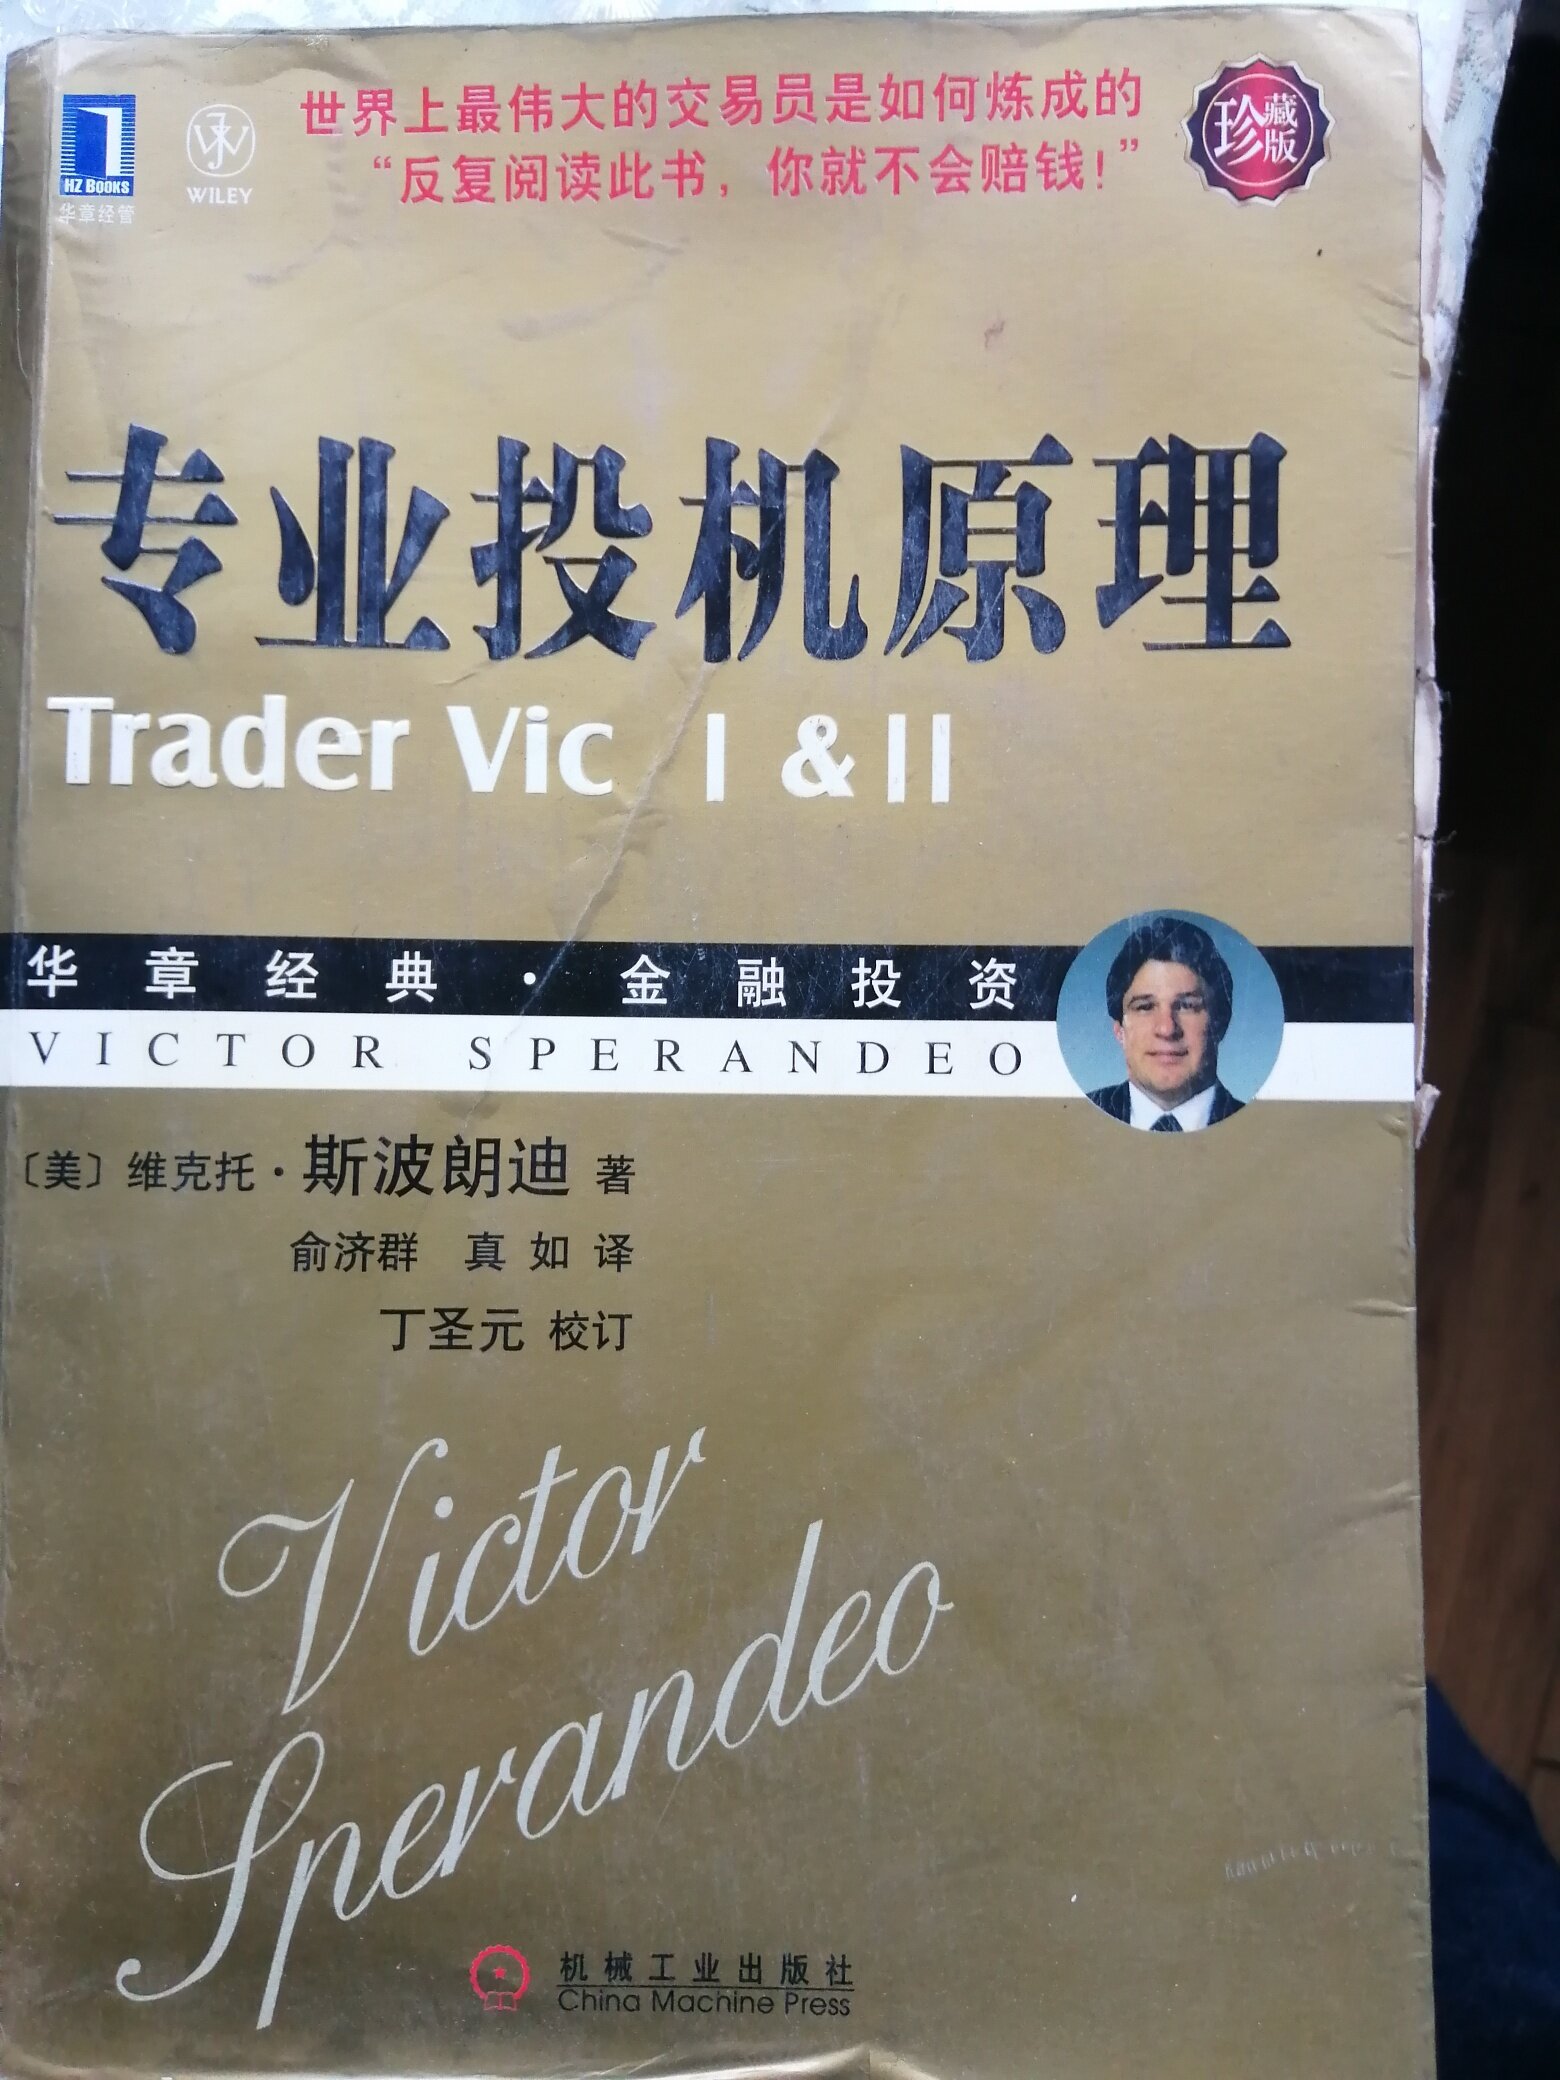 世界上最伟大的交易员是如何炼成的
“反复阅读此书，你就不会赔钱！”
珍藏版
HZ BOOKS
华章经管
WILEY
专业投机原理
Trader Vic I & II
华章经典·金融投资
VICTOR SPERANDEO
〔美〕维克托·斯波朗迪 著
俞济群 真如 译
丁圣元 校订
Victor
Sperandeo
机械工业出版社
China Machine Press